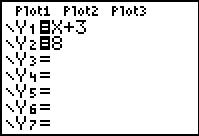 Plot1 Plot2 Plot3
\Y₁=X+3
\Y₂=8
\Y₃=
\Y₄=
\Y₅=
\Y₆=
\Y₇=